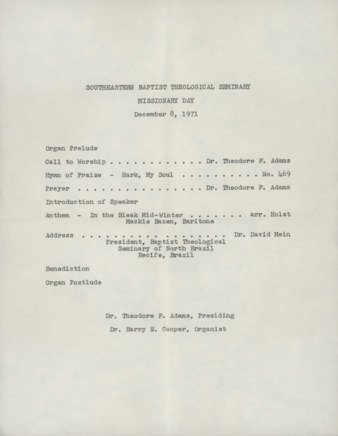 SOUTHEASTERN BAPTIST THEOLOGICAL SEMINARY
MISSIONARY DAY
December 8, 1971
Organ Prelude
Call to Worship . . . . . . . . . . . . Dr. Theodore F. Adams
Hymn of Praise - Hark, My Soul . . . . . . . . . . No. 469
Prayer . . . . . . . . . . . . . . . . Dr. Theodore F. Adams
Introduction of Speaker
Anthem - In the Bleak Mid-Winter . . . . . . . arr. Holst
Mackie Bazen, Baritone
Address . . . . . . . . . . . . . . . . . . Dr. David Mein
President, Baptist Theological
Seminary of North Brazil
Recife, Brazil
Benediction
Organ Postlude
Dr. Theodore F. Adams, Presiding
Dr. Harry E. Cooper, Organist